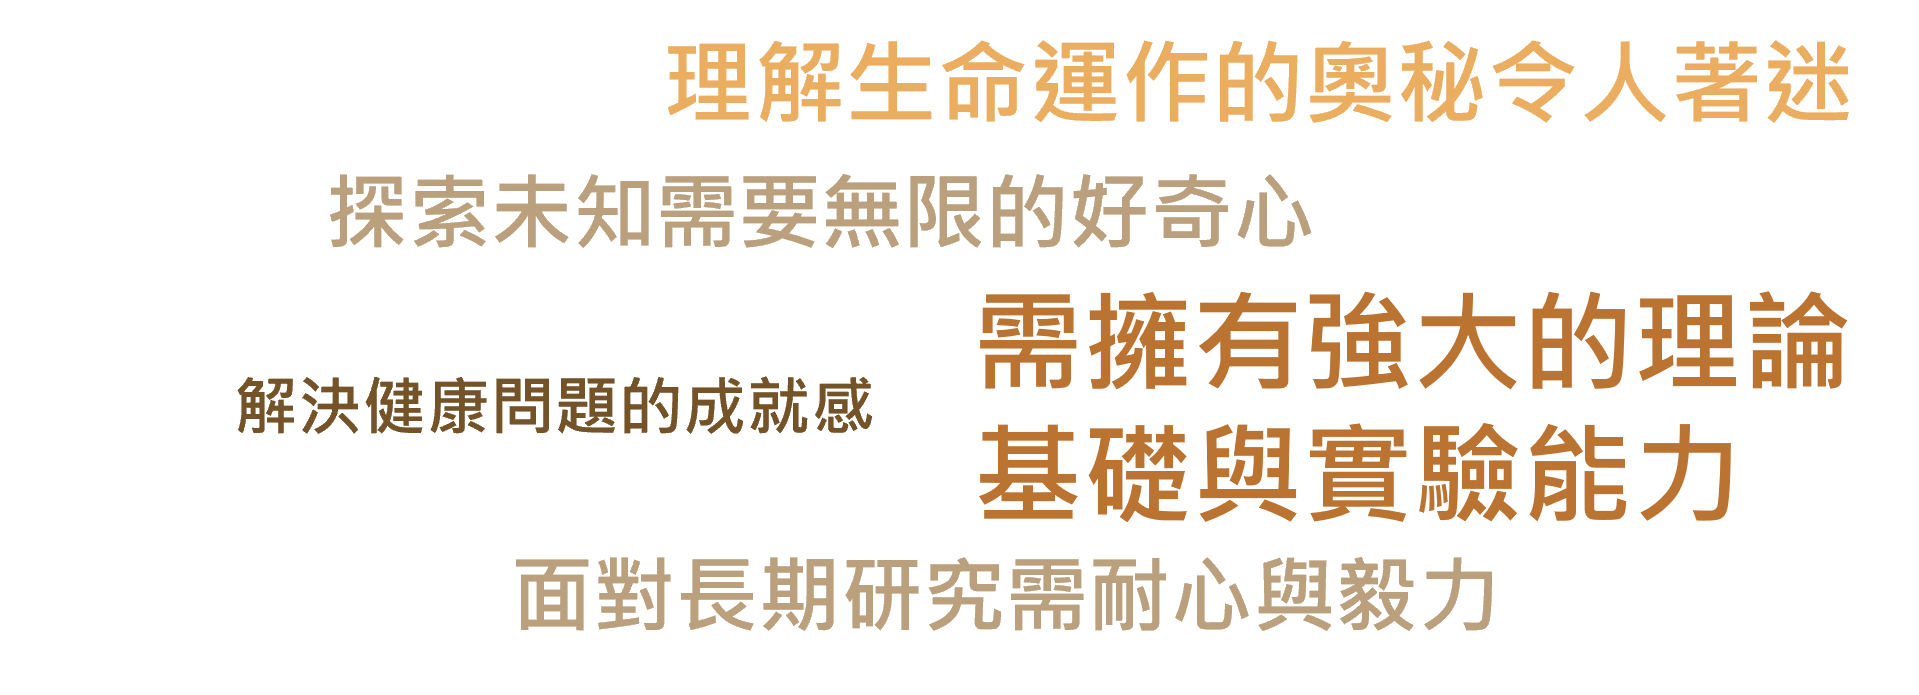 理解生命運作的奧秘令人著迷
探索未知需要無限的好奇心
需擁有強大的理論
基礎與實驗能力
解決健康問題的成就感
面對長期研究需耐心與毅力